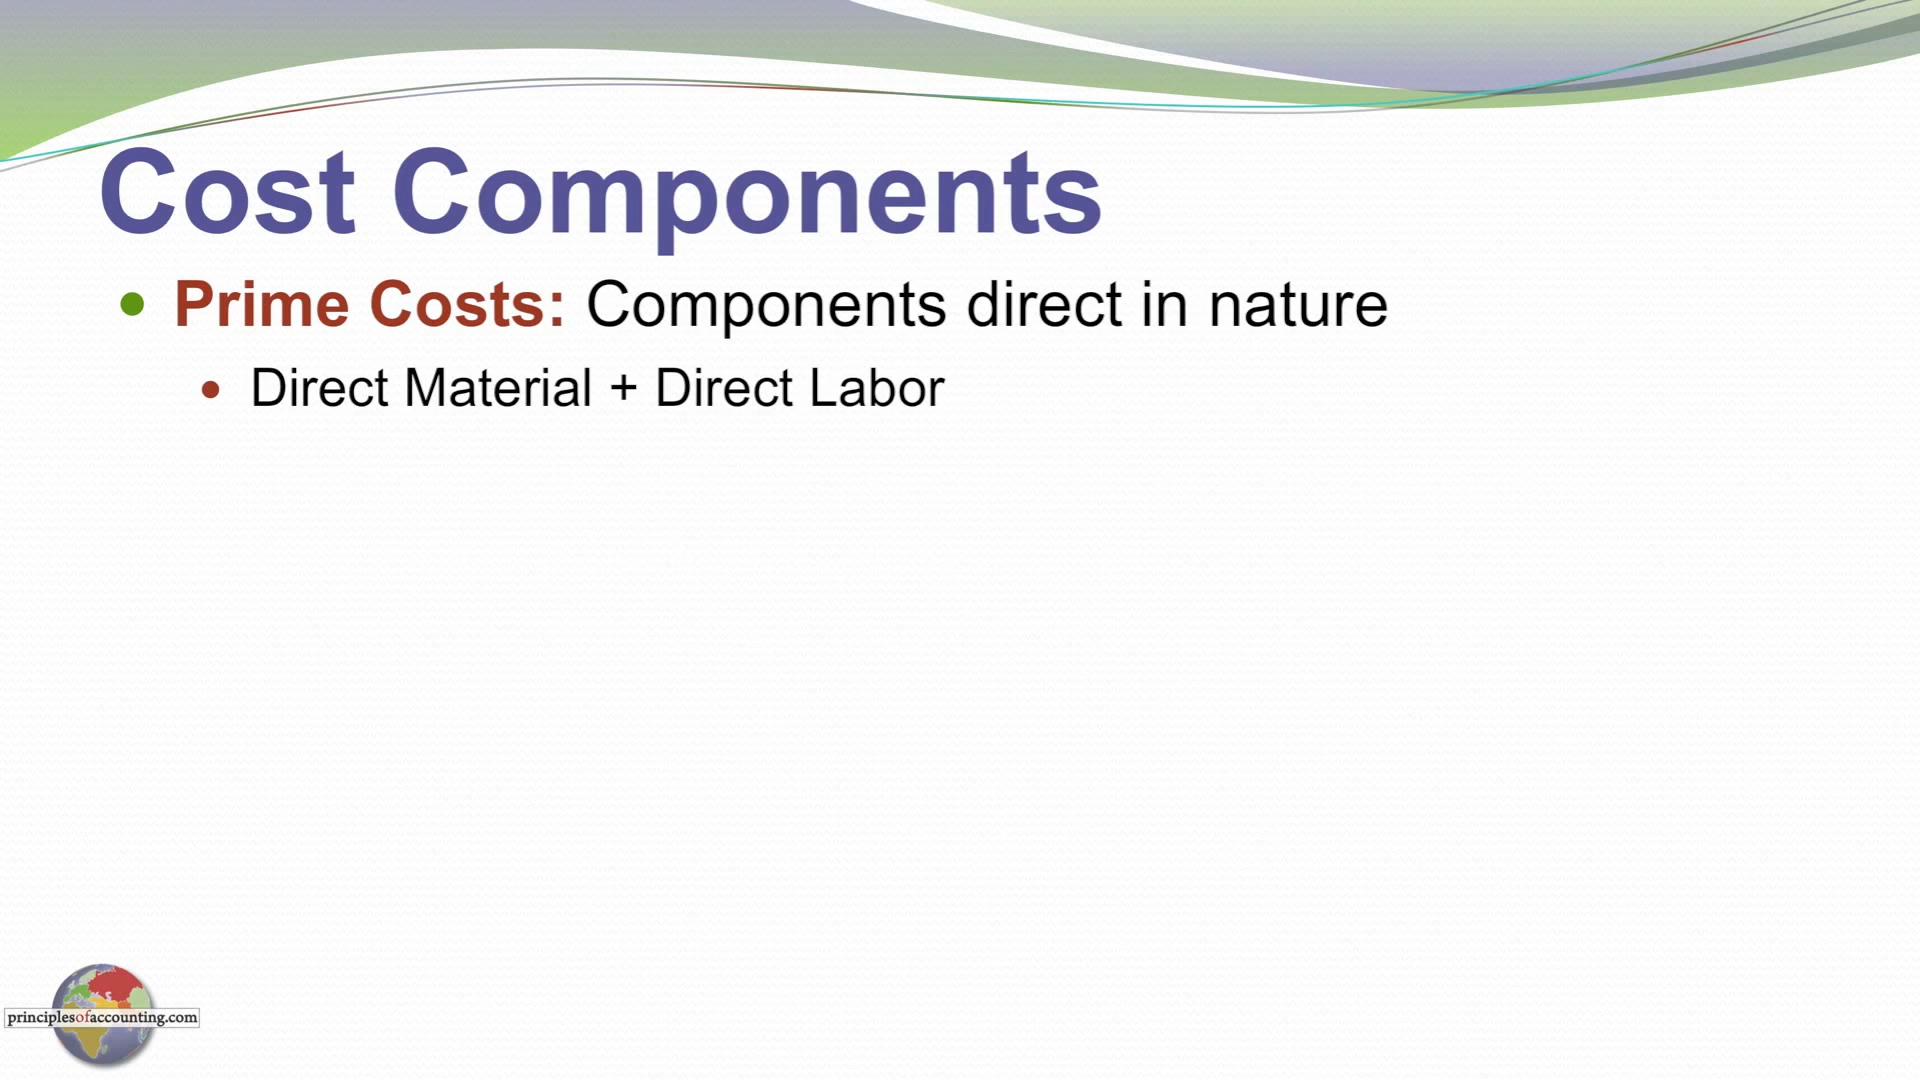 Cost Components
Prime Costs: Components direct in nature
Direct Material + Direct Labor
principlesofaccounting.com